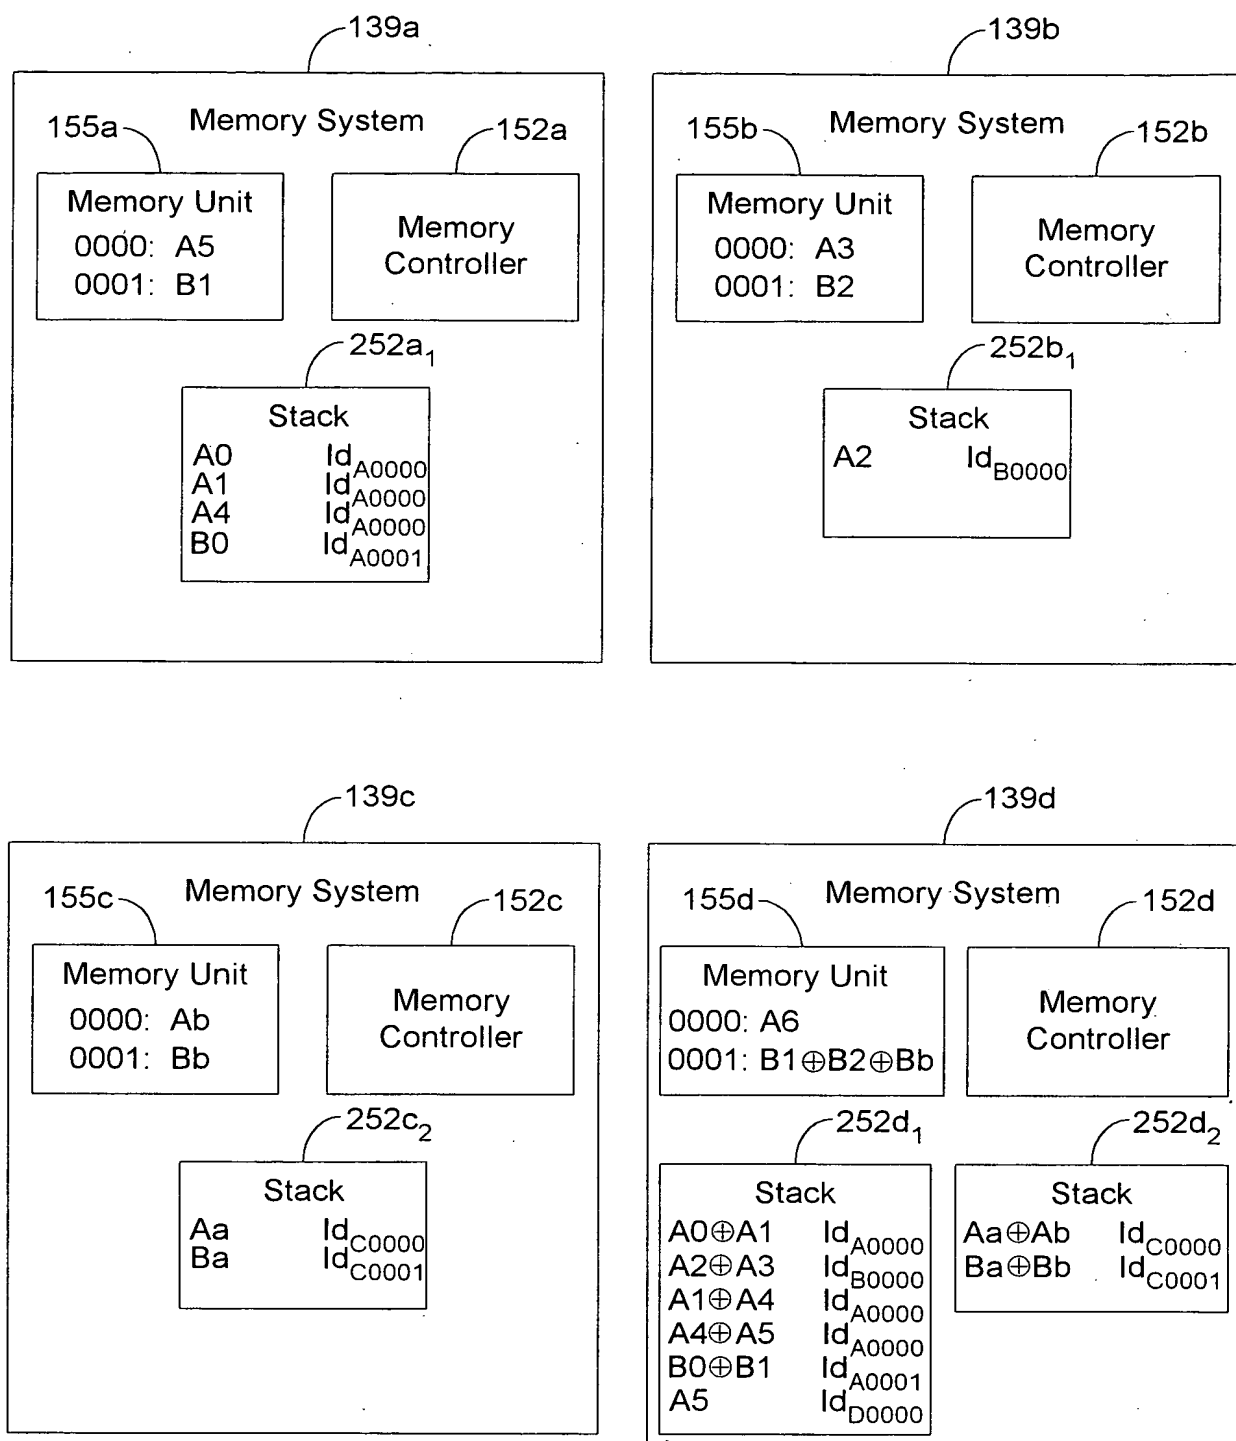 139a
139b
Memory System
155a
152a
Memory Unit
0000: A5
0001: B1
Memory
Controller
252a1
Stack
A0 IdA0000
A1 IdA0000
A4 IdA0000
B0 IdA0001
Memory System
155b
152b
Memory Unit
0000: A3
0001: B2
Memory
Controller
252b1
Stack
A2 IdB0000
139c
139d
Memory System
155c
152c
Memory Unit
0000: Ab
0001: Bb
Memory
Controller
252c2
Stack
Aa IdC0000
Ba IdC0001
Memory System
155d
152d
Memory Unit
0000: A6
0001: B1⊕B2⊕Bb
Memory
Controller
252d1
Stack
A0⊕A1 IdA0000
A2⊕A3 IdB0000
A1⊕A4 IdA0000
A4⊕A5 IdA0000
B0⊕B1 IdA0001
A5 IdD0000
252d2
Stack
Aa⊕Ab IdC0000
Ba⊕Bb IdC0001